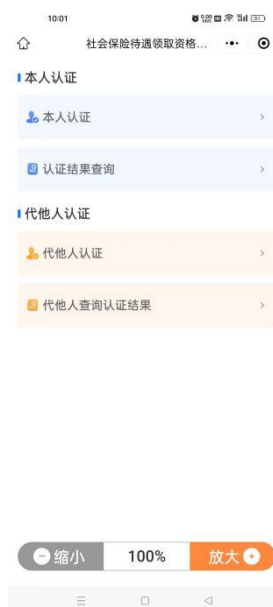 10:01
社会保险待遇领取资格...
本人认证
本人认证
认证结果查询
代他人认证
代他人认证
代他人查询认证结果
缩小 100% 放大